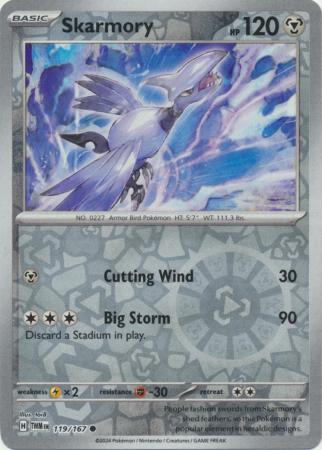 BASIC
Skarmory
HP 120
NO. 0227 Armor Bird Pokémon HT: 5'7" WT: 111.3 lbs.
Cutting Wind 30
Big Storm 90
Discard a Stadium in play.
weakness ×2 resistance -30 retreat
Illus.
H TWM EN 119/167
People fashion swords from Skarmory's
shed feathers, so this Pokémon is a
popular element in heraldic designs.
©2024 Pokémon / Nintendo / Creatures / GAME FREAK